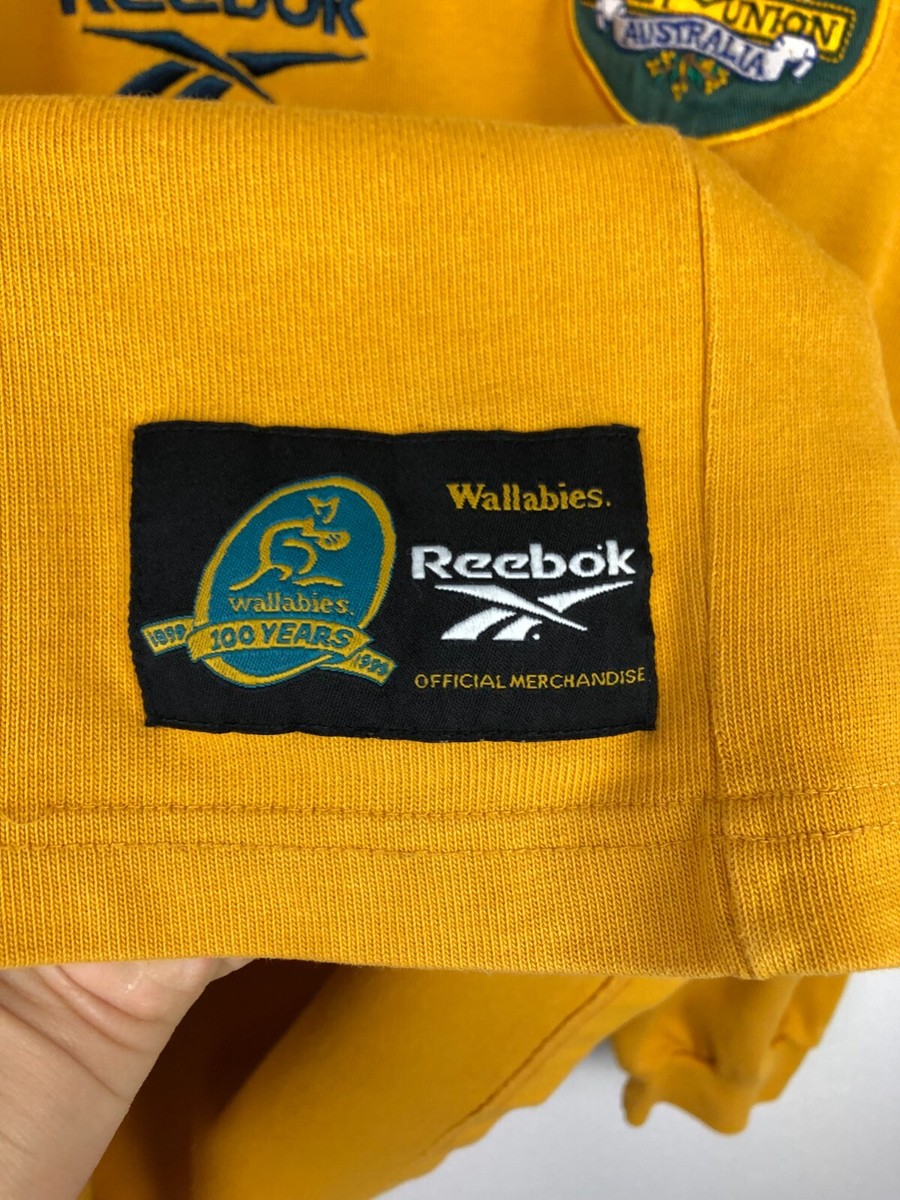 REEBOK
UNION
AUSTRALIA
Wallabies.
Reebok
OFFICIAL MERCHANDISE
wallabies.
1899 100 YEARS 1999